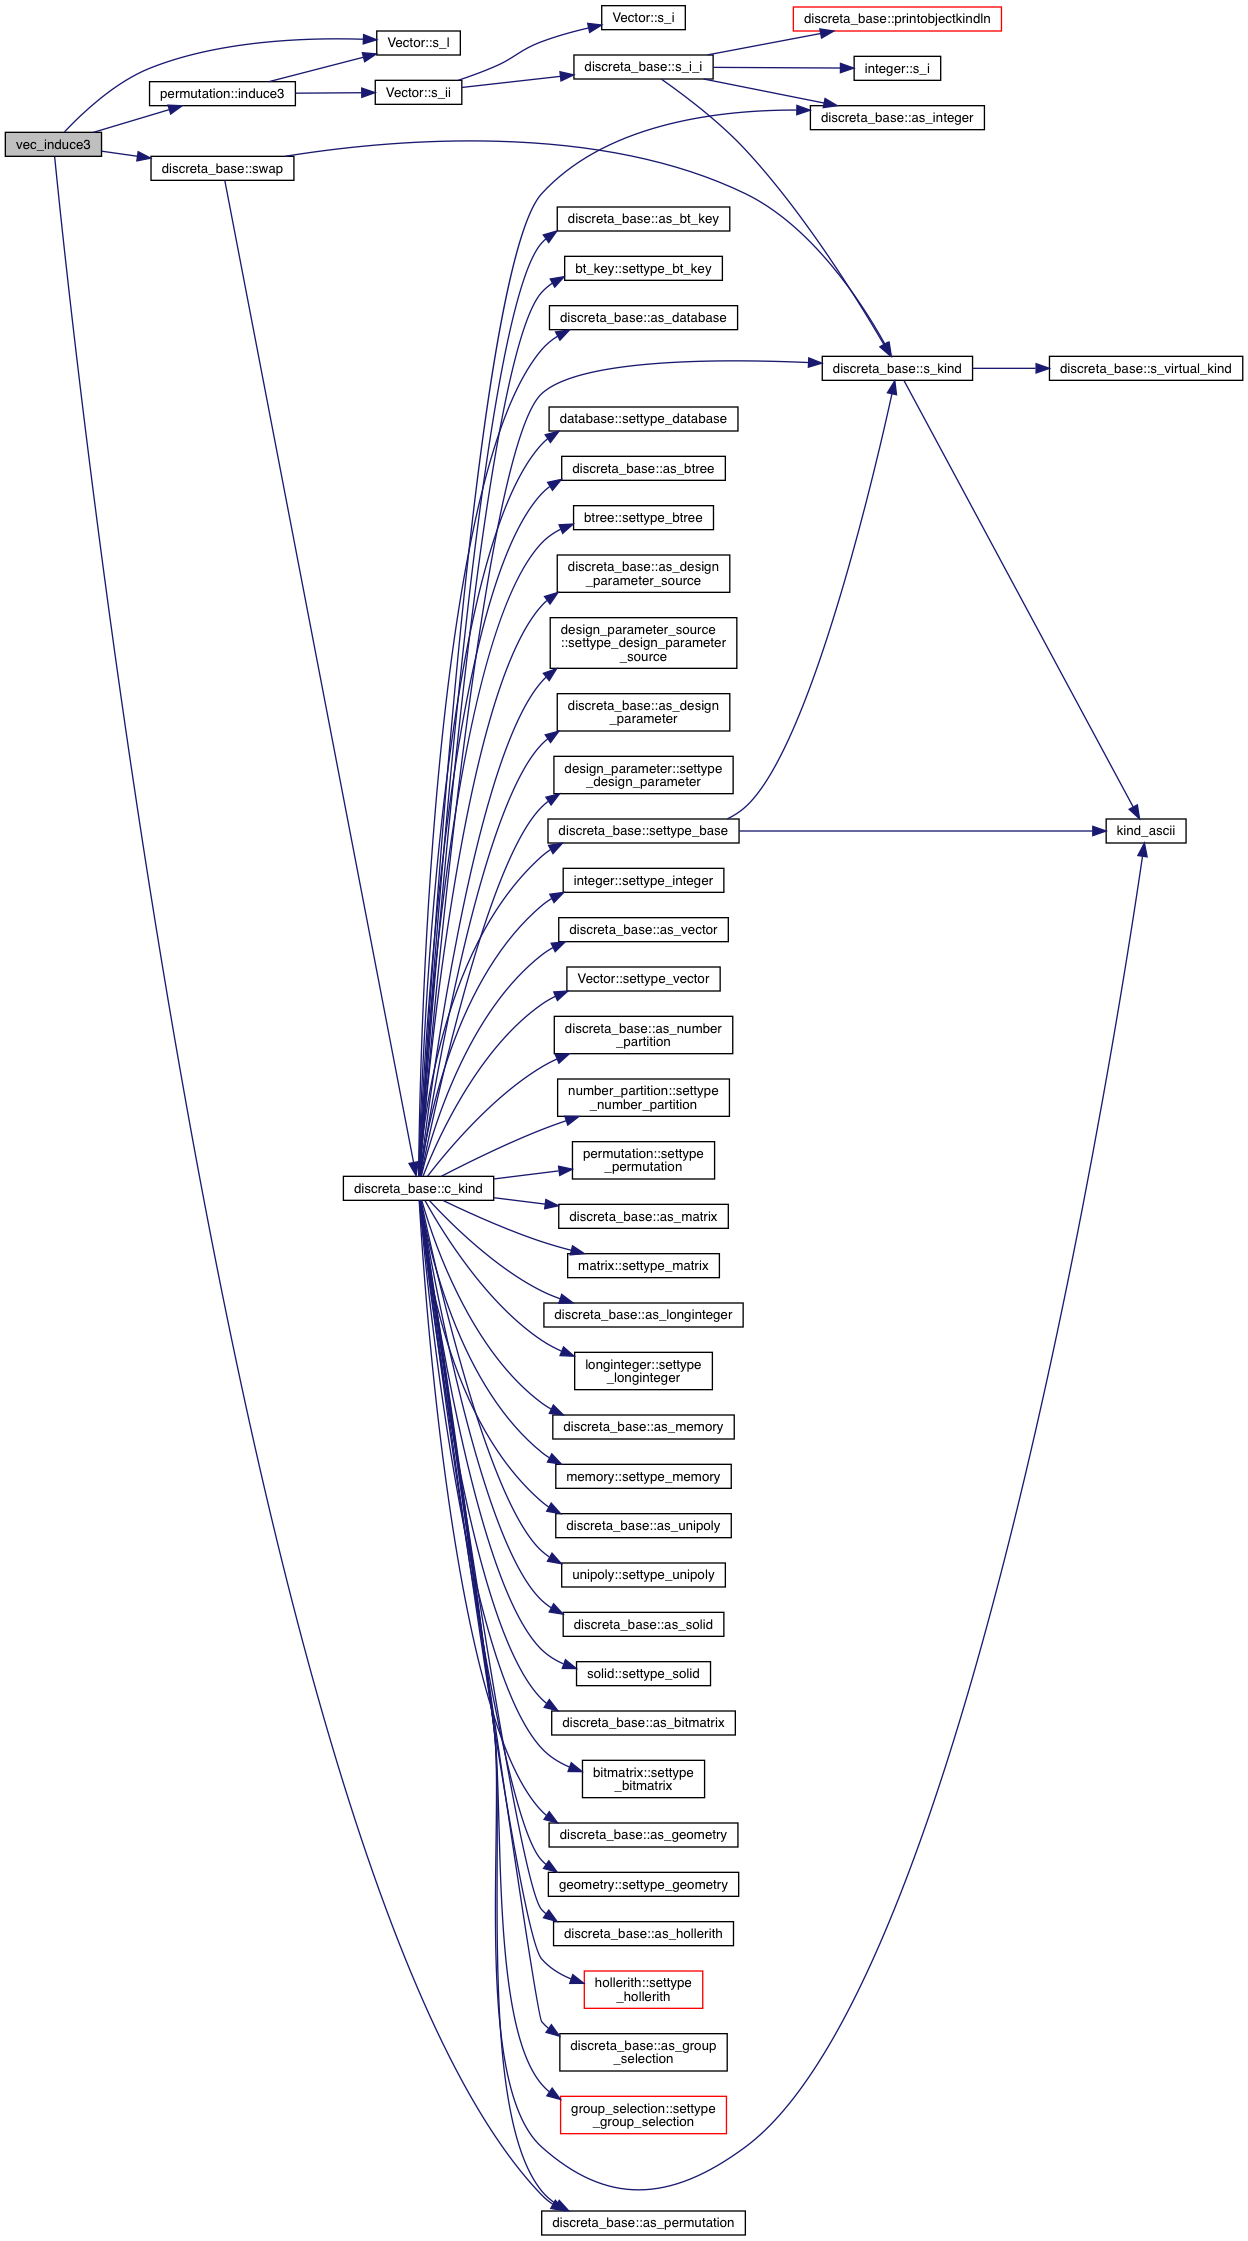 Vector::s_i
discreta_base::printobjectkindln
Vector::s_l
discreta_base::s_i_i
integer::s_i
permutation::induce3
Vector::s_ii
discreta_base::as_integer
vec_induce3
discreta_base::swap
discreta_base::as_bt_key
bt_key::settype_bt_key
discreta_base::as_database
discreta_base::s_kind
discreta_base::s_virtual_kind
database::settype_database
discreta_base::as_btree
btree::settype_btree
discreta_base::as_design
_parameter_source
design_parameter_source
::settype_design_parameter
_source
discreta_base::as_design
_parameter
design_parameter::settype
_design_parameter
discreta_base::settype_base
kind_ascii
integer::settype_integer
discreta_base::as_vector
Vector::settype_vector
discreta_base::as_number
_partition
number_partition::settype
_number_partition
permutation::settype
_permutation
discreta_base::c_kind
discreta_base::as_matrix
matrix::settype_matrix
discreta_base::as_longinteger
longinteger::settype
_longinteger
discreta_base::as_memory
memory::settype_memory
discreta_base::as_unipoly
unipoly::settype_unipoly
discreta_base::as_solid
solid::settype_solid
discreta_base::as_bitmatrix
bitmatrix::settype
_bitmatrix
discreta_base::as_geometry
geometry::settype_geometry
discreta_base::as_hollerith
hollerith::settype
_hollerith
discreta_base::as_group
_selection
group_selection::settype
_group_selection
discreta_base::as_permutation